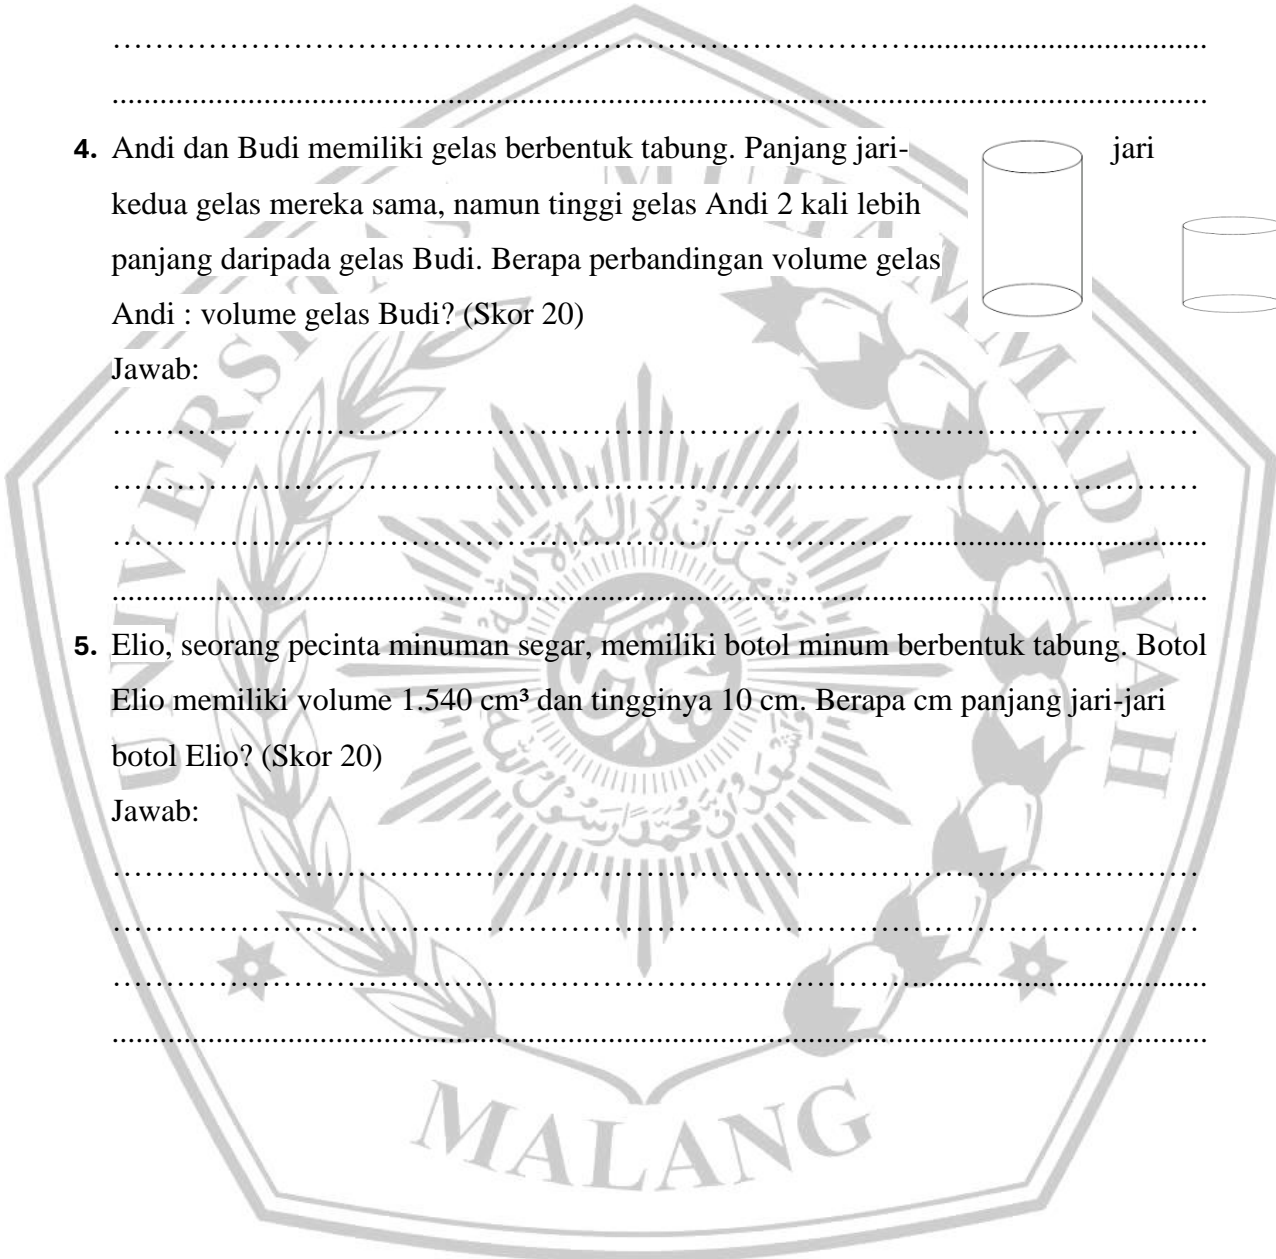 ……………………………………………………………………......................................
..........................................................................................................................................
4. Andi dan Budi memiliki gelas berbentuk tabung. Panjang jari- jari
kedua gelas mereka sama, namun tinggi gelas Andi 2 kali lebih
panjang daripada gelas Budi. Berapa perbandingan volume gelas
Andi : volume gelas Budi? (Skor 20)
Jawab:
……………………………………………………………………………………………
……………………………………………………………………………………………
……………………………………………………………………......................................
..........................................................................................................................................
5. Elio, seorang pecinta minuman segar, memiliki botol minum berbentuk tabung. Botol
Elio memiliki volume 1.540 cm³ dan tingginya 10 cm. Berapa cm panjang jari-jari
botol Elio? (Skor 20)
Jawab:
……………………………………………………………………………………………
……………………………………………………………………………………………
……………………………………………………………………......................................
..........................................................................................................................................
UNIVERSITAS MUHAMMADIYAH
MALANG